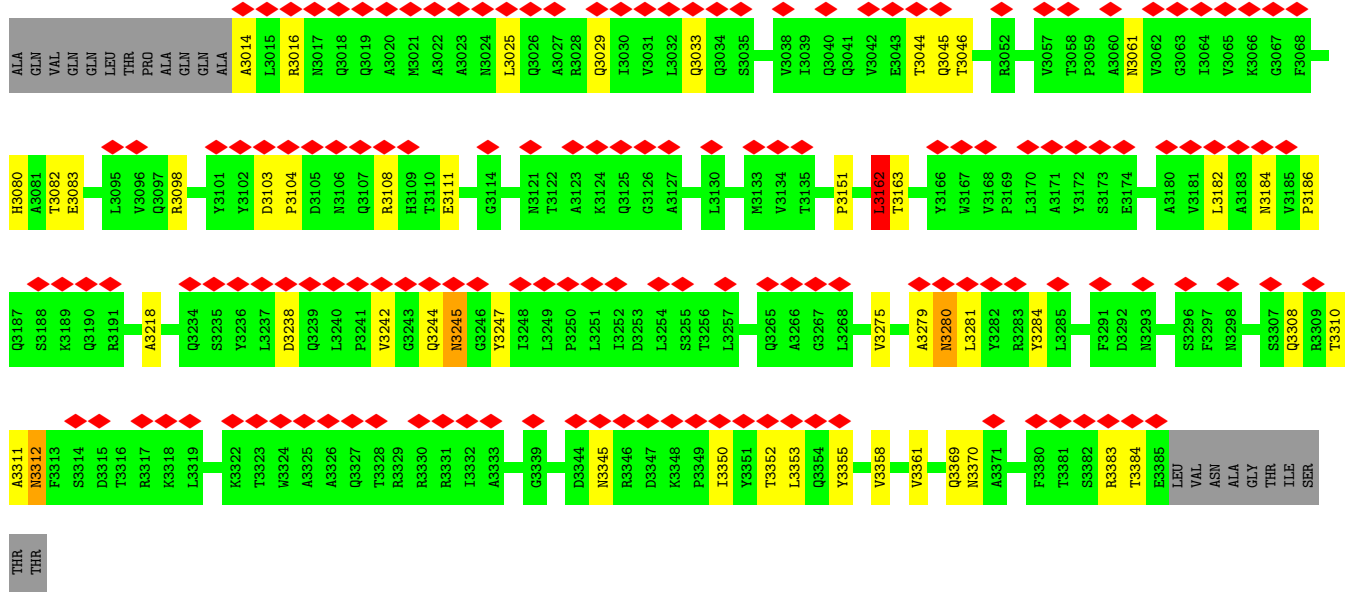 ALA GLN VAL GLN GLN LEU THR PRO ALA GLN GLN ALA A3014 L3015 R3016 N3017 Q3018 Q3019 A3020 M3021 A3022 A3023 N3024 L3025 Q3026 A3027 R3028 Q3029 I3030 V3031 L3032 Q3033 Q3034 S3035 V3038 I3039 Q3040 Q3041 V3042 E3043 T3044 Q3045 T3046 R3052 V3057 T3058 P3059 A3060 N3061 V3062 G3063 I3064 V3065 K3066 G3067 F3068
H3080 A3081 T3082 E3083 L3095 V3096 Q3097 R3098 Y3101 Y3102 D3103 P3104 D3105 N3106 Q3107 R3108 H3109 T3110 E3111 G3114 N3121 T3122 A3123 K3124 Q3125 G3126 A3127 L3130 M3133 V3134 T3135 P3151 L3162 T3163 Y3166 W3167 V3168 P3169 L3170 A3171 Y3172 S3173 E3174 A3180 V3181 L3182 A3183 N3184 V3185 P3186
Q3187 S3188 K3189 Q3190 R3191 A3218 Q3234 S3235 Y3236 L3237 D3238 Q3239 L3240 P3241 V3242 G3243 Q3244 N3245 G3246 Y3247 I3248 L3249 P3250 L3251 I3252 D3253 L3254 S3255 T3256 L3257 Q3265 A3266 G3267 L3268 V3275 A3279 N3280 L3281 Y3282 R3283 Y3284 L3285 F3291 D3292 N3293 S3296 F3297 N3298 S3307 Q3308 R3309 T3310
A3311 N3312 F3313 S3314 D3315 T3316 R3317 K3318 L3319 K3322 T3323 W3324 A3325 A3326 Q3327 T3328 R3329 R3330 R3331 I3332 A3333 G3339 D3344 N3345 R3346 D3347 K3348 P3349 I3350 Y3351 T3352 L3353 Q3354 Y3355 V3358 V3361 Q3369 N3370 A3371 F3380 T3381 S3382 R3383 T3384 E3385 LEU VAL ASN ALA GLY THR ILE SER
THR THR